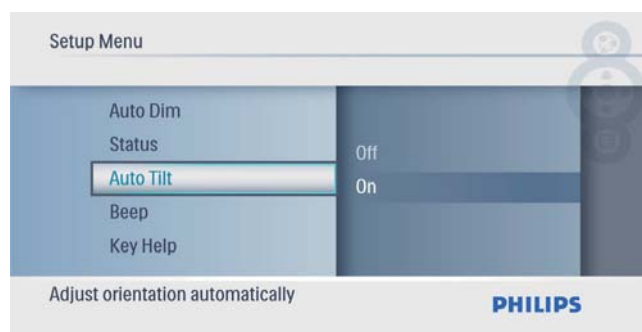 Setup Menu
Auto Dim
Status
Auto Tilt
Beep
Key Help
Off
On
Adjust orientation automatically
PHILIPS